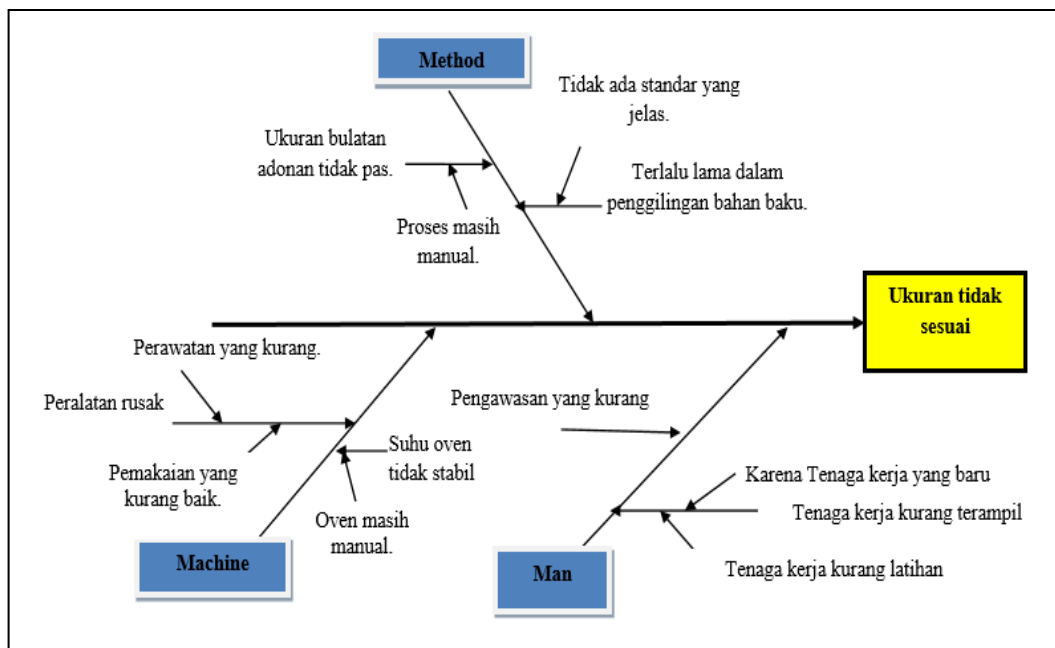 Method
Tidak ada standar yang
jelas.
Ukuran bulatan
adonan tidak pas.
Terlalu lama dalam
penggilingan bahan baku.
Proses masih
manual.
Ukuran tidak
sesuai
Perawatan yang kurang.
Peralatan rusak
Pengawasan yang kurang
Suhu oven
tidak stabil
Pemakaian yang
kurang baik.
Karena Tenaga kerja yang baru
Oven masih
manual.
Tenaga kerja kurang terampil
Machine
Man
Tenaga kerja kurang latihan